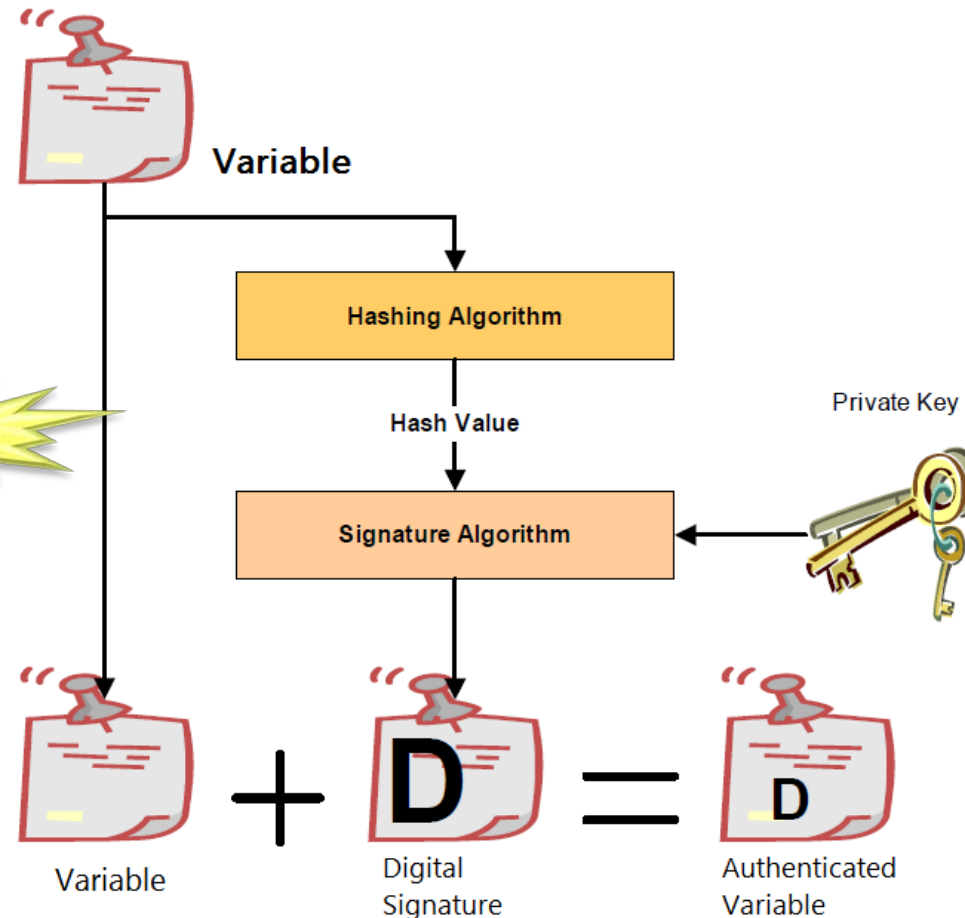 Variable
Hashing Algorithm
Hash Value
Private Key
Signature Algorithm
D
D
Variable
Digital
Signature
Authenticated
Variable